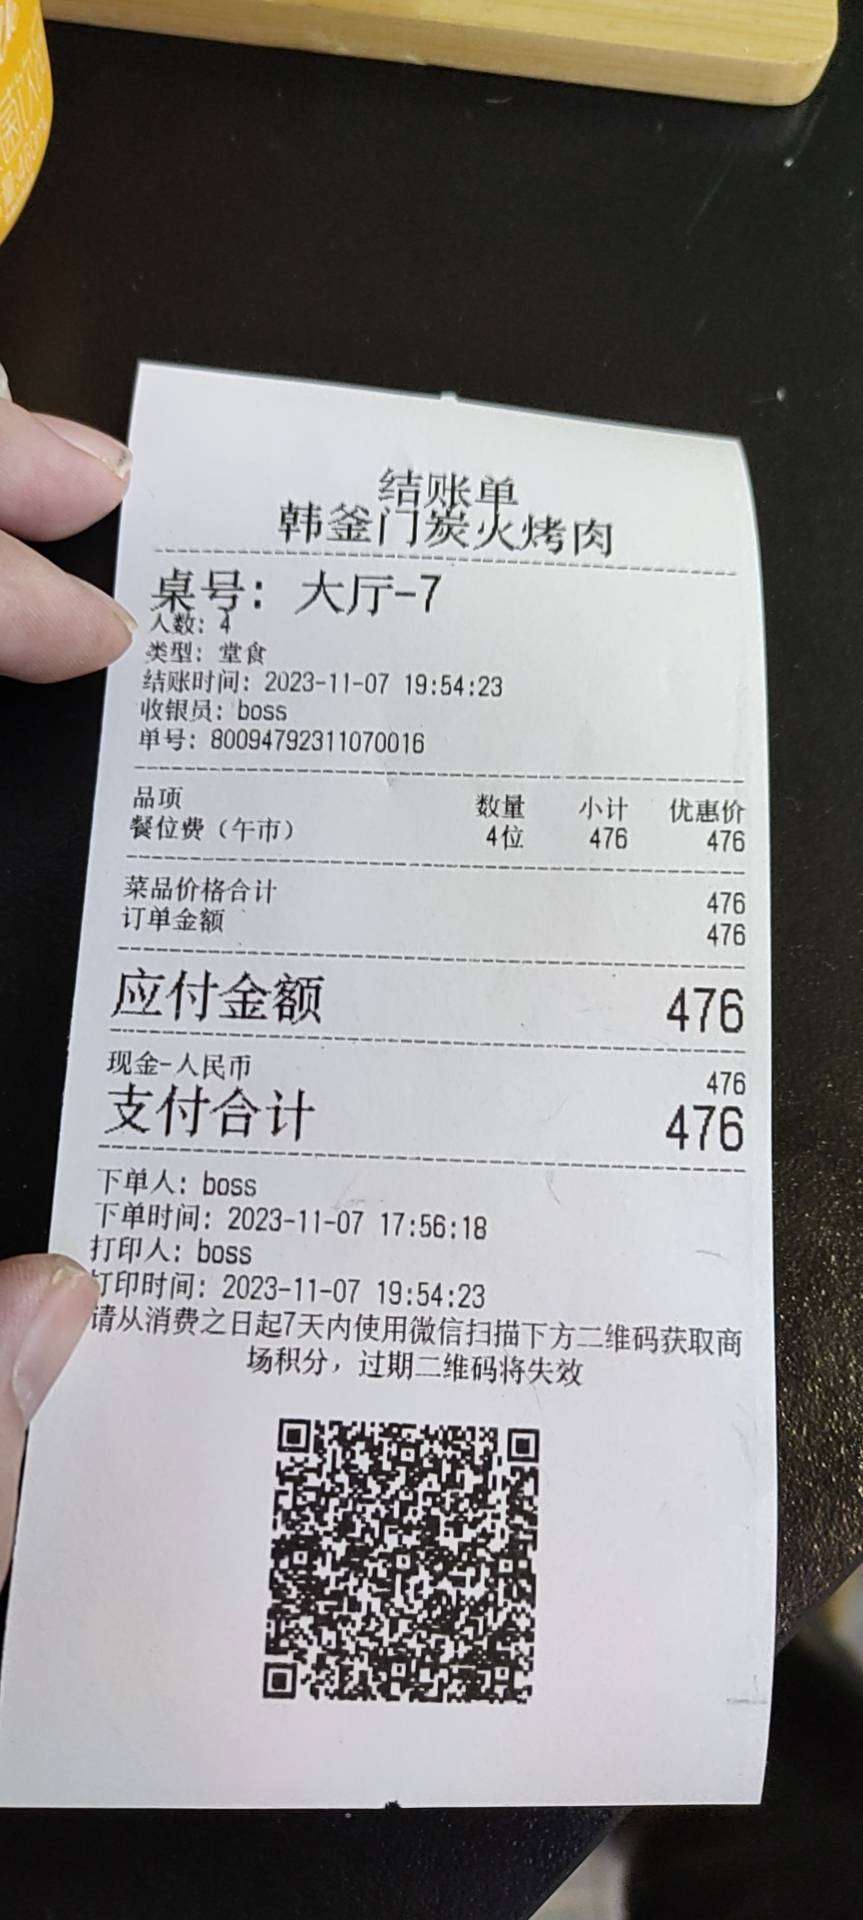 结账单
韩釜门炭火烤肉
桌号: 大厅-7
人数: 4
类型: 堂食
结账时间: 2023-11-07 19:54:23
收银员: boss
单号: 80094792311070016
品项 数量 小计 优惠价
餐位费（午市） 4位 476 476
菜品价格合计 476
订单金额 476
应付金额 476
现金-人民币 476
支付合计 476
下单人: boss
下单时间: 2023-11-07 17:56:18
打印人: boss
打印时间: 2023-11-07 19:54:23
请从消费之日起7天内使用微信扫描下方二维码获取商
场积分，过期二维码将失效